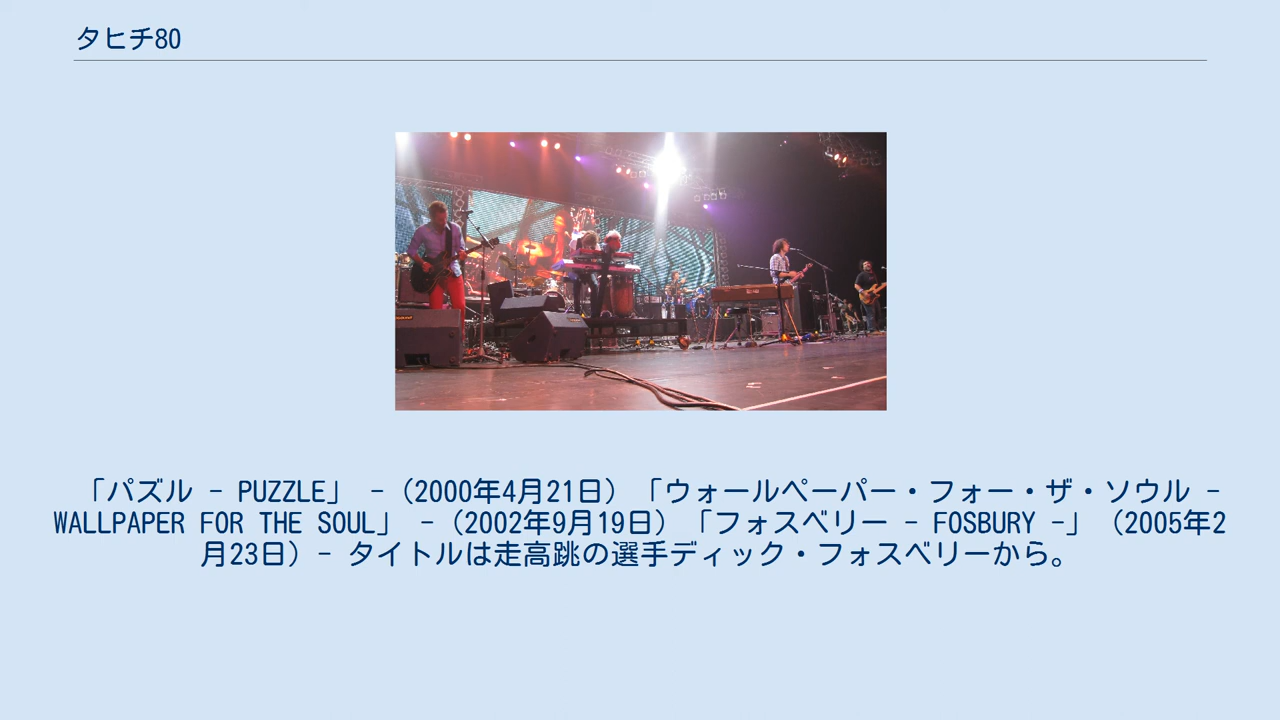 タヒチ80
「パズル - PUZZLE」 -（2000年4月21日）「ウォールペーパー・フォー・ザ・ソウル -
WALLPAPER FOR THE SOUL」 -（2002年9月19日）「フォスベリー - FOSBURY -」（2005年2
月23日）- タイトルは走高跳の選手ディック・フォスベリーから。